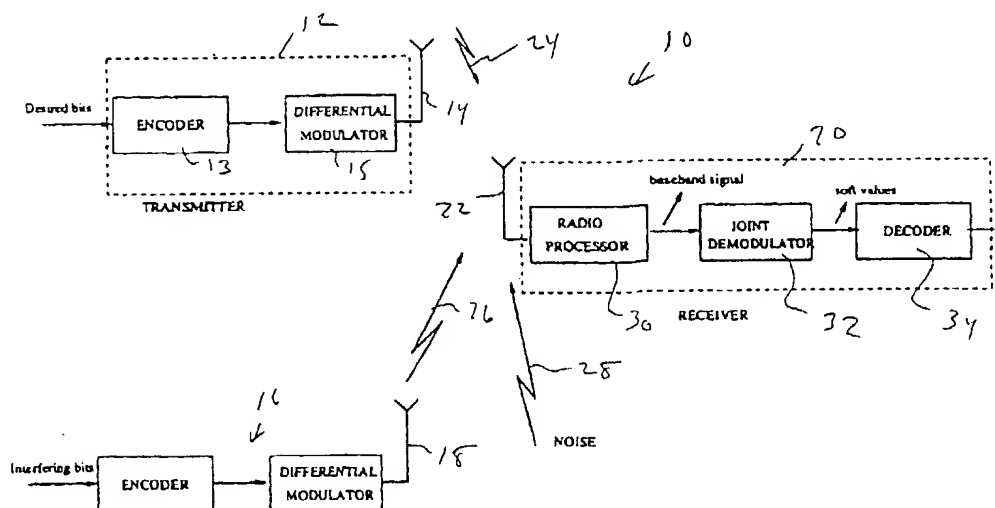 12
24
10
Desired bits
ENCODER
13
DIFFERENTIAL
MODULATOR
15
14
TRANSMITTER
20
22
baseband signal
soft values
RADIO
PROCESSOR
30
JOINT
DEMODULATOR
32
DECODER
34
RECEIVER
26
28
NOISE
16
18
Interfering bits
ENCODER
DIFFERENTIAL
MODULATOR